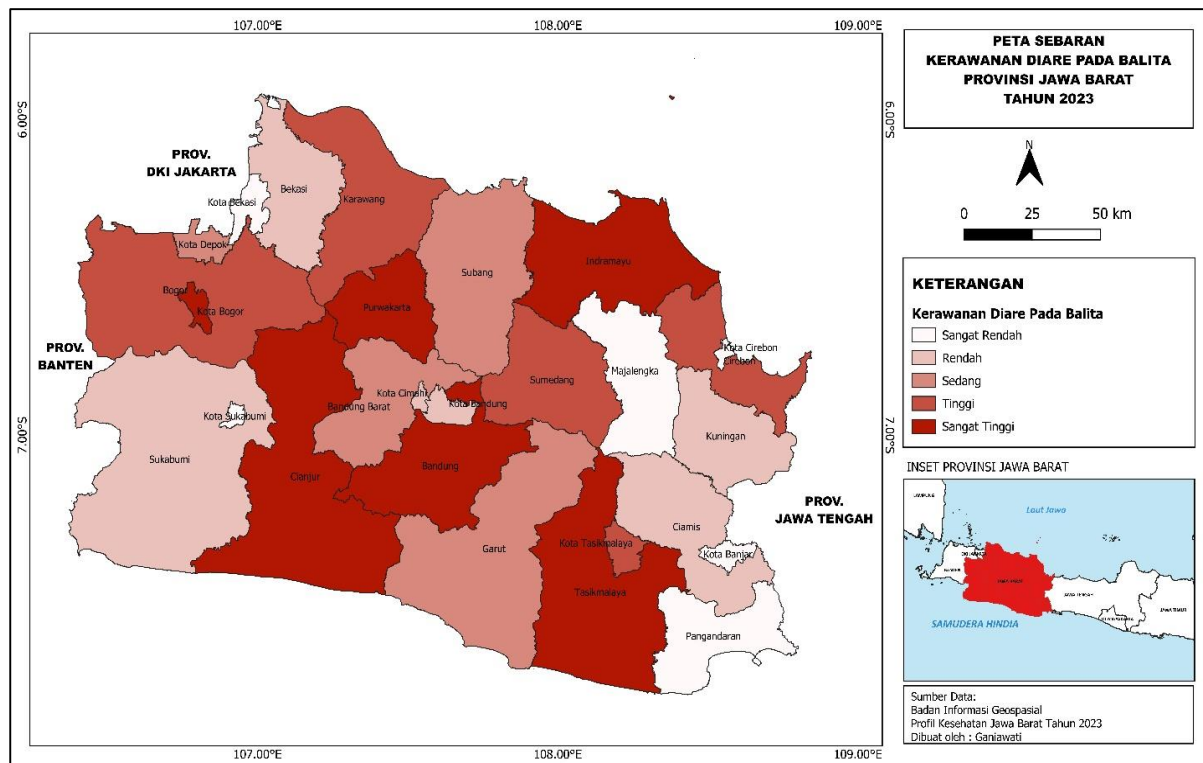 107.00°E
108.00°E
109.00°E
6.00°S
7.00°S
6.00°S
7.00°S
107.00°E
108.00°E
109.00°E
PROV.
DKI JAKARTA
PROV.
BANTEN
PROV.
JAWA TENGAH
Bekasi
Kota Bekasi
Karawang
Kota Depok
Subang
Indramayu
Bogor
Kota Bogor
Purwakarta
Kota Cirebon
Cirebon
Majalengka
Sumedang
Kota Cimahi
Bandung Barat
Kota Bandung
Kota Sukabumi
Kuningan
Sukabumi
Cianjur
Bandung
Ciamis
Garut
Kota Tasikmalaya
Kota Banjar
Tasikmalaya
Pangandaran
PETA SEBARAN
KERAWANAN DIARE PADA BALITA
PROVINSI JAWA BARAT
TAHUN 2023
N
0 25 50 km
KETERANGAN
Kerawanan Diare Pada Balita
Sangat Rendah
Rendah
Sedang
Tinggi
Sangat Tinggi
INSET PROVINSI JAWA BARAT
Laut Jawa
JAWA TENGAH
JAWA TIMUR
SAMUDERA HINDIA
Sumber Data:
Badan Informasi Geospasial
Profil Kesehatan Jawa Barat Tahun 2023
Dibuat oleh : Ganiawati